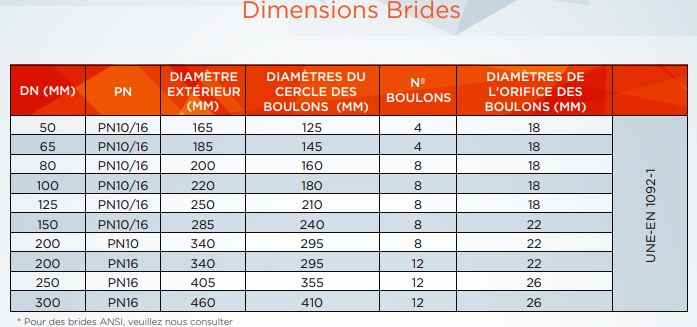 Dimensions Brides
DN (MM) PN DIAMÈTRE EXTÉRIEUR (MM) DIAMÈTRES DU CERCLE DES BOULONS (MM) Nº BOULONS DIAMÈTRES DE L'ORIFICE DES BOULONS (MM)
50 PN10/16 165 125 4 18
65 PN10/16 185 145 4 18
80 PN10/16 200 160 8 18
100 PN10/16 220 180 8 18
125 PN10/16 250 210 8 18
150 PN10/16 285 240 8 22
200 PN10 340 295 8 22
200 PN16 340 295 12 22
250 PN16 405 355 12 26
300 PN16 460 410 12 26
UNE-EN 1092-1
* Pour des brides ANSI, veuillez nous consulter